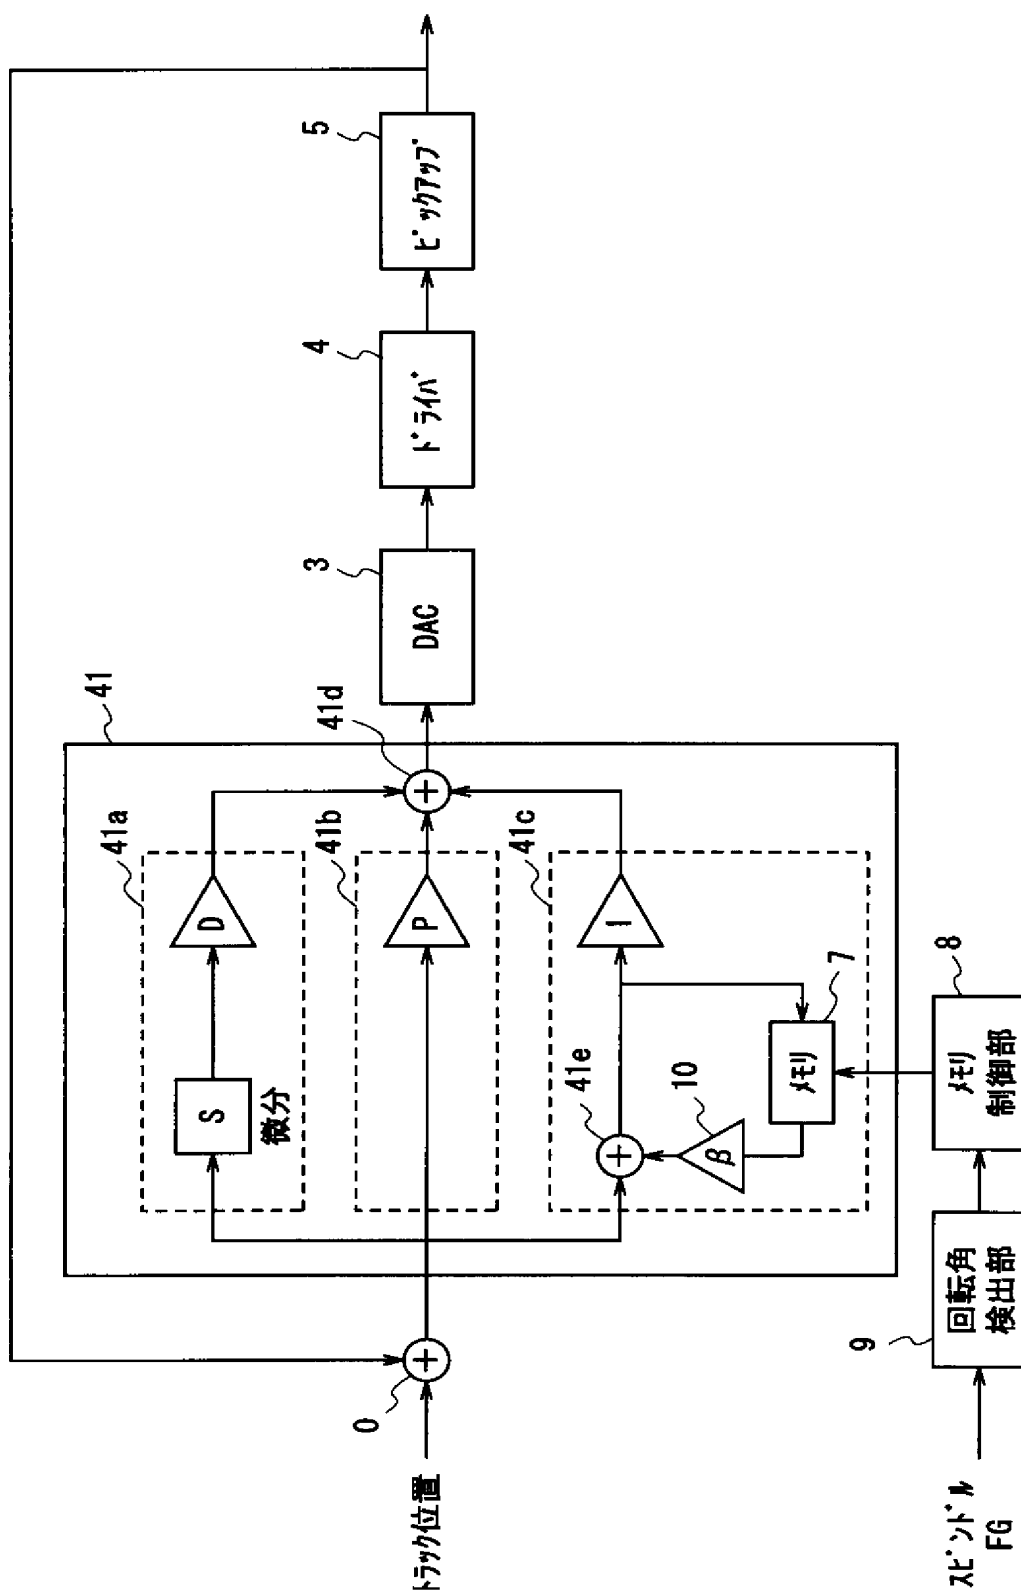 トラック位置
0
41
41a
S
微分
D
41b
P
41c
41e
I
10
β
メモリ
7
41d
DAC
3
ドライバ
4
ピックアップ
5
スピンドル
FG
回転角
検出部
9
メモリ
制御部
8